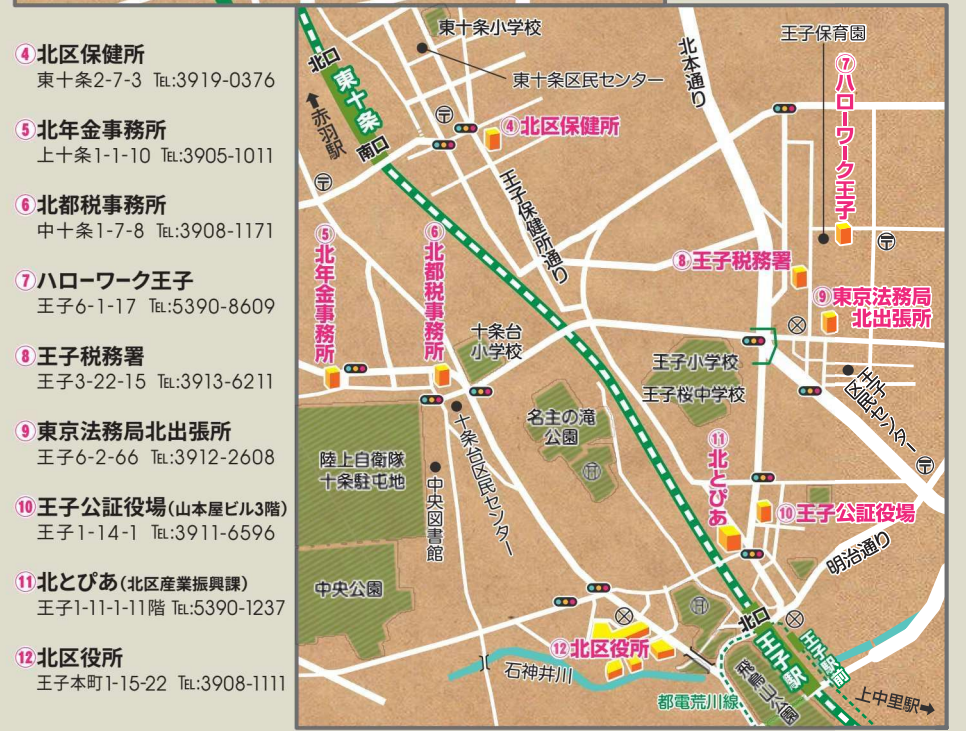 ④北区保健所
東十条2-7-3 TEL:3919-0376
⑤北年金事務所
上十条1-1-10 TEL:3905-1011
⑥北都税事務所
中十条1-7-8 TEL:3908-1171
⑦ハローワーク王子
王子6-1-17 TEL:5390-8609
⑧王子税務署
王子3-22-15 TEL:3913-6211
⑨東京法務局北出張所
王子6-2-66 TEL:3912-2608
⑩王子公証役場(山本屋ビル3階)
王子1-14-1 TEL:3911-6596
⑪北とぴあ(北区産業振興課)
王子1-11-1-11階 TEL:5390-1237
⑫北区役所
王子本町1-15-22 TEL:3908-1111
東十条小学校
東十条区民センター
北口
東十条
南口
↑赤羽駅
④北区保健所
王子保健所通り
北本通り
王子保育園
⑦ハローワーク王子
⑧王子税務署
⑨東京法務局
北出張所
⑤北年金事務所
⑥北都税事務所
十条台
小学校
王子小学校
王子桜中学校
王子
区民センター
名主の滝
公園
陸上自衛隊
十条駐屯地
中央図書館
十条台区民センター
⑪北とぴあ
⑩王子公証役場
明治通り
中央公園
⑫北区役所
石神井川
北口
王子駅
王子駅前
飛鳥山公園
都電荒川線
上中里駅→